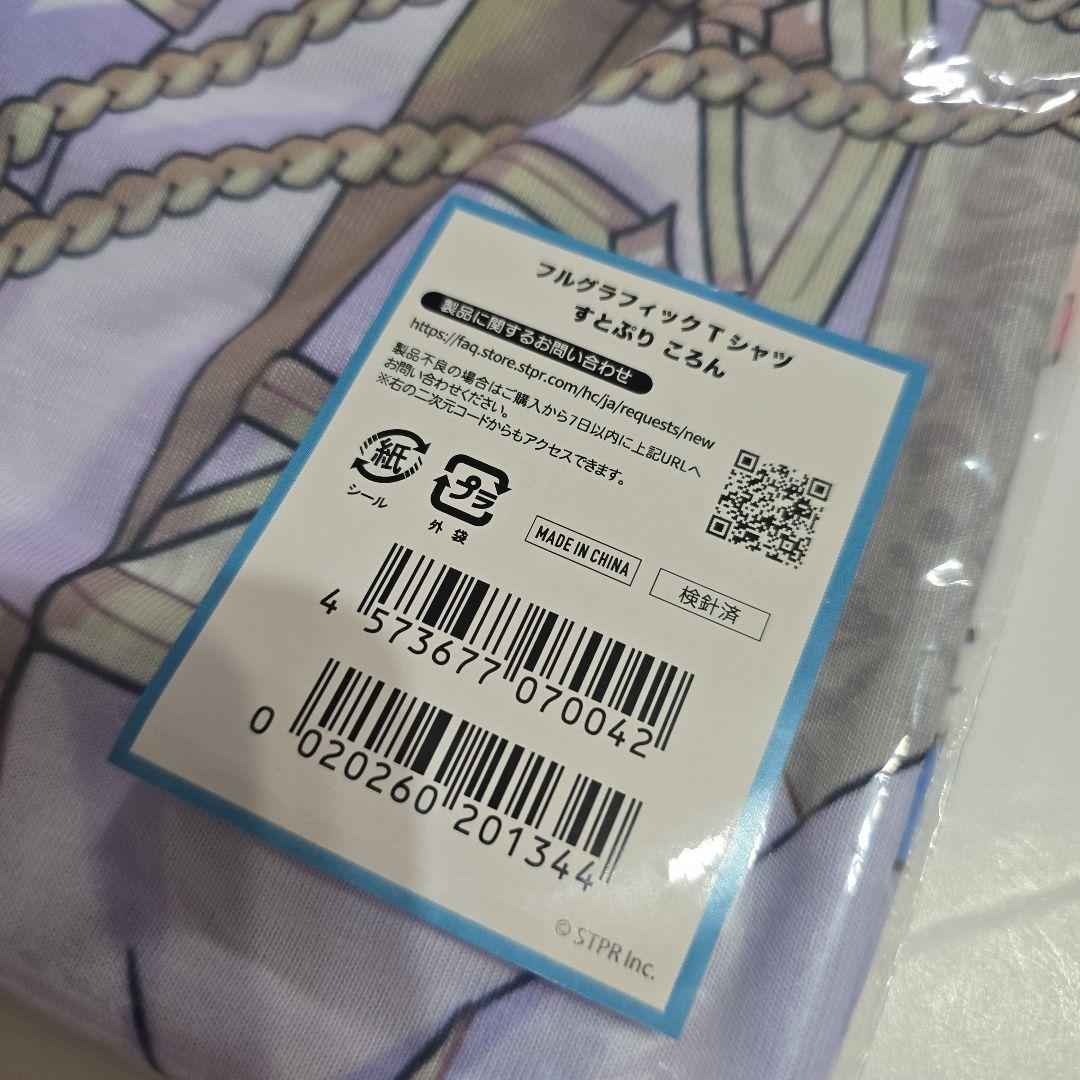 フルグラフィックTシャツ
すとぷり ころん
製品に関するお問い合わせ
https://faq.store.stpr.com/hc/ja/requests/new
製品不良の場合はご購入から7日以内に上記URLへ
お問い合わせください。
※右の二次元コードからもアクセスできます。
紙
シール
プラ
外袋
MADE IN CHINA
検針済
4 573677 070042
0 020260 201344
© STPR Inc.